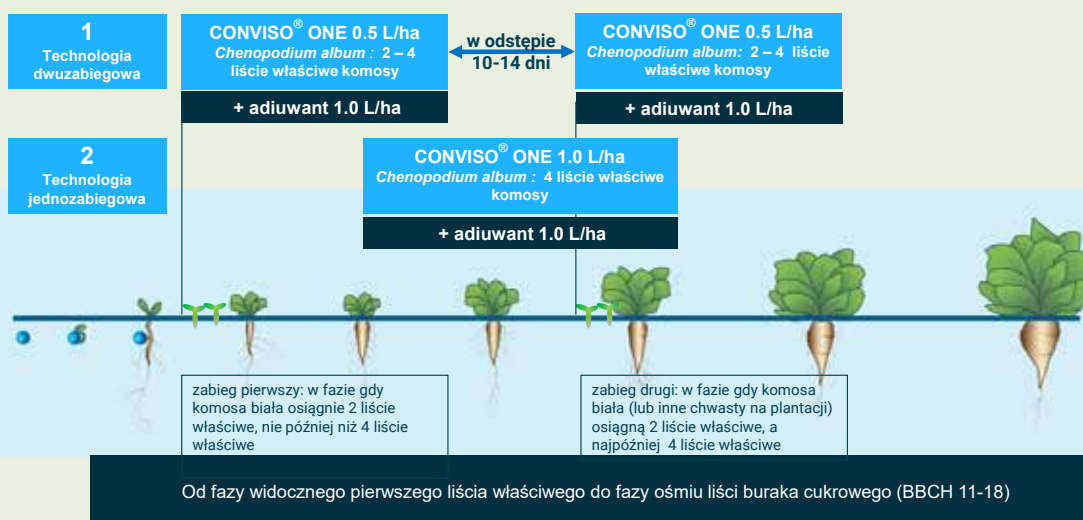 1
Technologia
dwuzabiegowa
CONVISO® ONE 0.5 L/ha
Chenopodium album : 2 – 4
liście właściwe komosy
+ adiuwant 1.0 L/ha
w odstępie
10-14 dni
CONVISO® ONE 0.5 L/ha
Chenopodium album: 2 – 4 liście
właściwe komosy
+ adiuwant 1.0 L/ha
2
Technologia
jednozabiegowa
CONVISO® ONE 1.0 L/ha
Chenopodium album : 4 liście właściwe
komosy
+ adiuwant 1.0 L/ha
zabieg pierwszy: w fazie gdy
komosa biała osiągnie 2 liście
właściwe, nie później niż 4 liście
właściwe
zabieg drugi: w fazie gdy komosa
biała (lub inne chwasty na plantacji)
osiągną 2 liście właściwe, a
najpóźniej 4 liście właściwe
Od fazy widocznego pierwszego liścia właściwego do fazy ośmiu liści buraka cukrowego (BBCH 11-18)